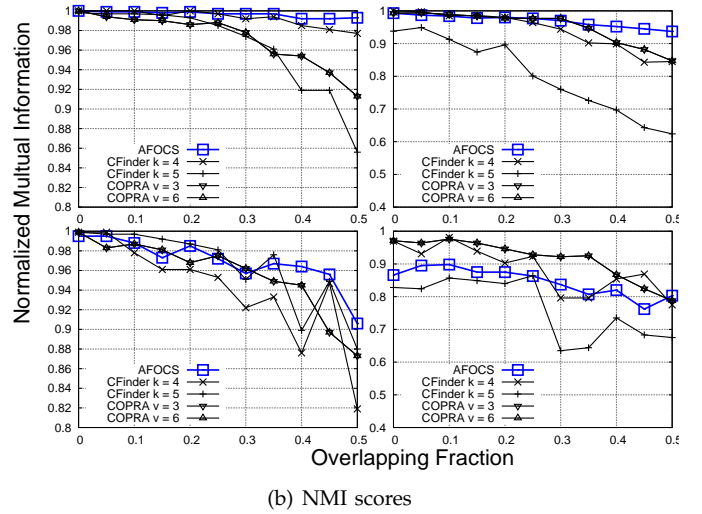 Normalized Multual Information
1
0.98
0.96
0.94
0.92
0.9
0.88
0.86
0.84
0.82
0.8
AFOCS
CFinder k = 4
CFinder k = 5
COPRA v = 3
COPRA v = 6
0 0.1 0.2 0.3 0.4 0.5
1
0.9
0.8
0.7
0.6
0.5
0.4
AFOCS
CFinder k = 4
CFinder k = 5
COPRA v = 3
COPRA v = 6
0 0.1 0.2 0.3 0.4 0.5
1
0.98
0.96
0.94
0.92
0.9
0.88
0.86
0.84
0.82
0.8
AFOCS
CFinder k = 4
CFinder k = 5
COPRA v = 3
COPRA v = 6
0 0.1 0.2 0.3 0.4 0.5
1
0.9
0.8
0.7
0.6
0.5
0.4
AFOCS
CFinder k = 4
CFinder k = 5
COPRA v = 3
COPRA v = 6
0 0.1 0.2 0.3 0.4 0.5
Overlapping Fraction
(b) NMI scores